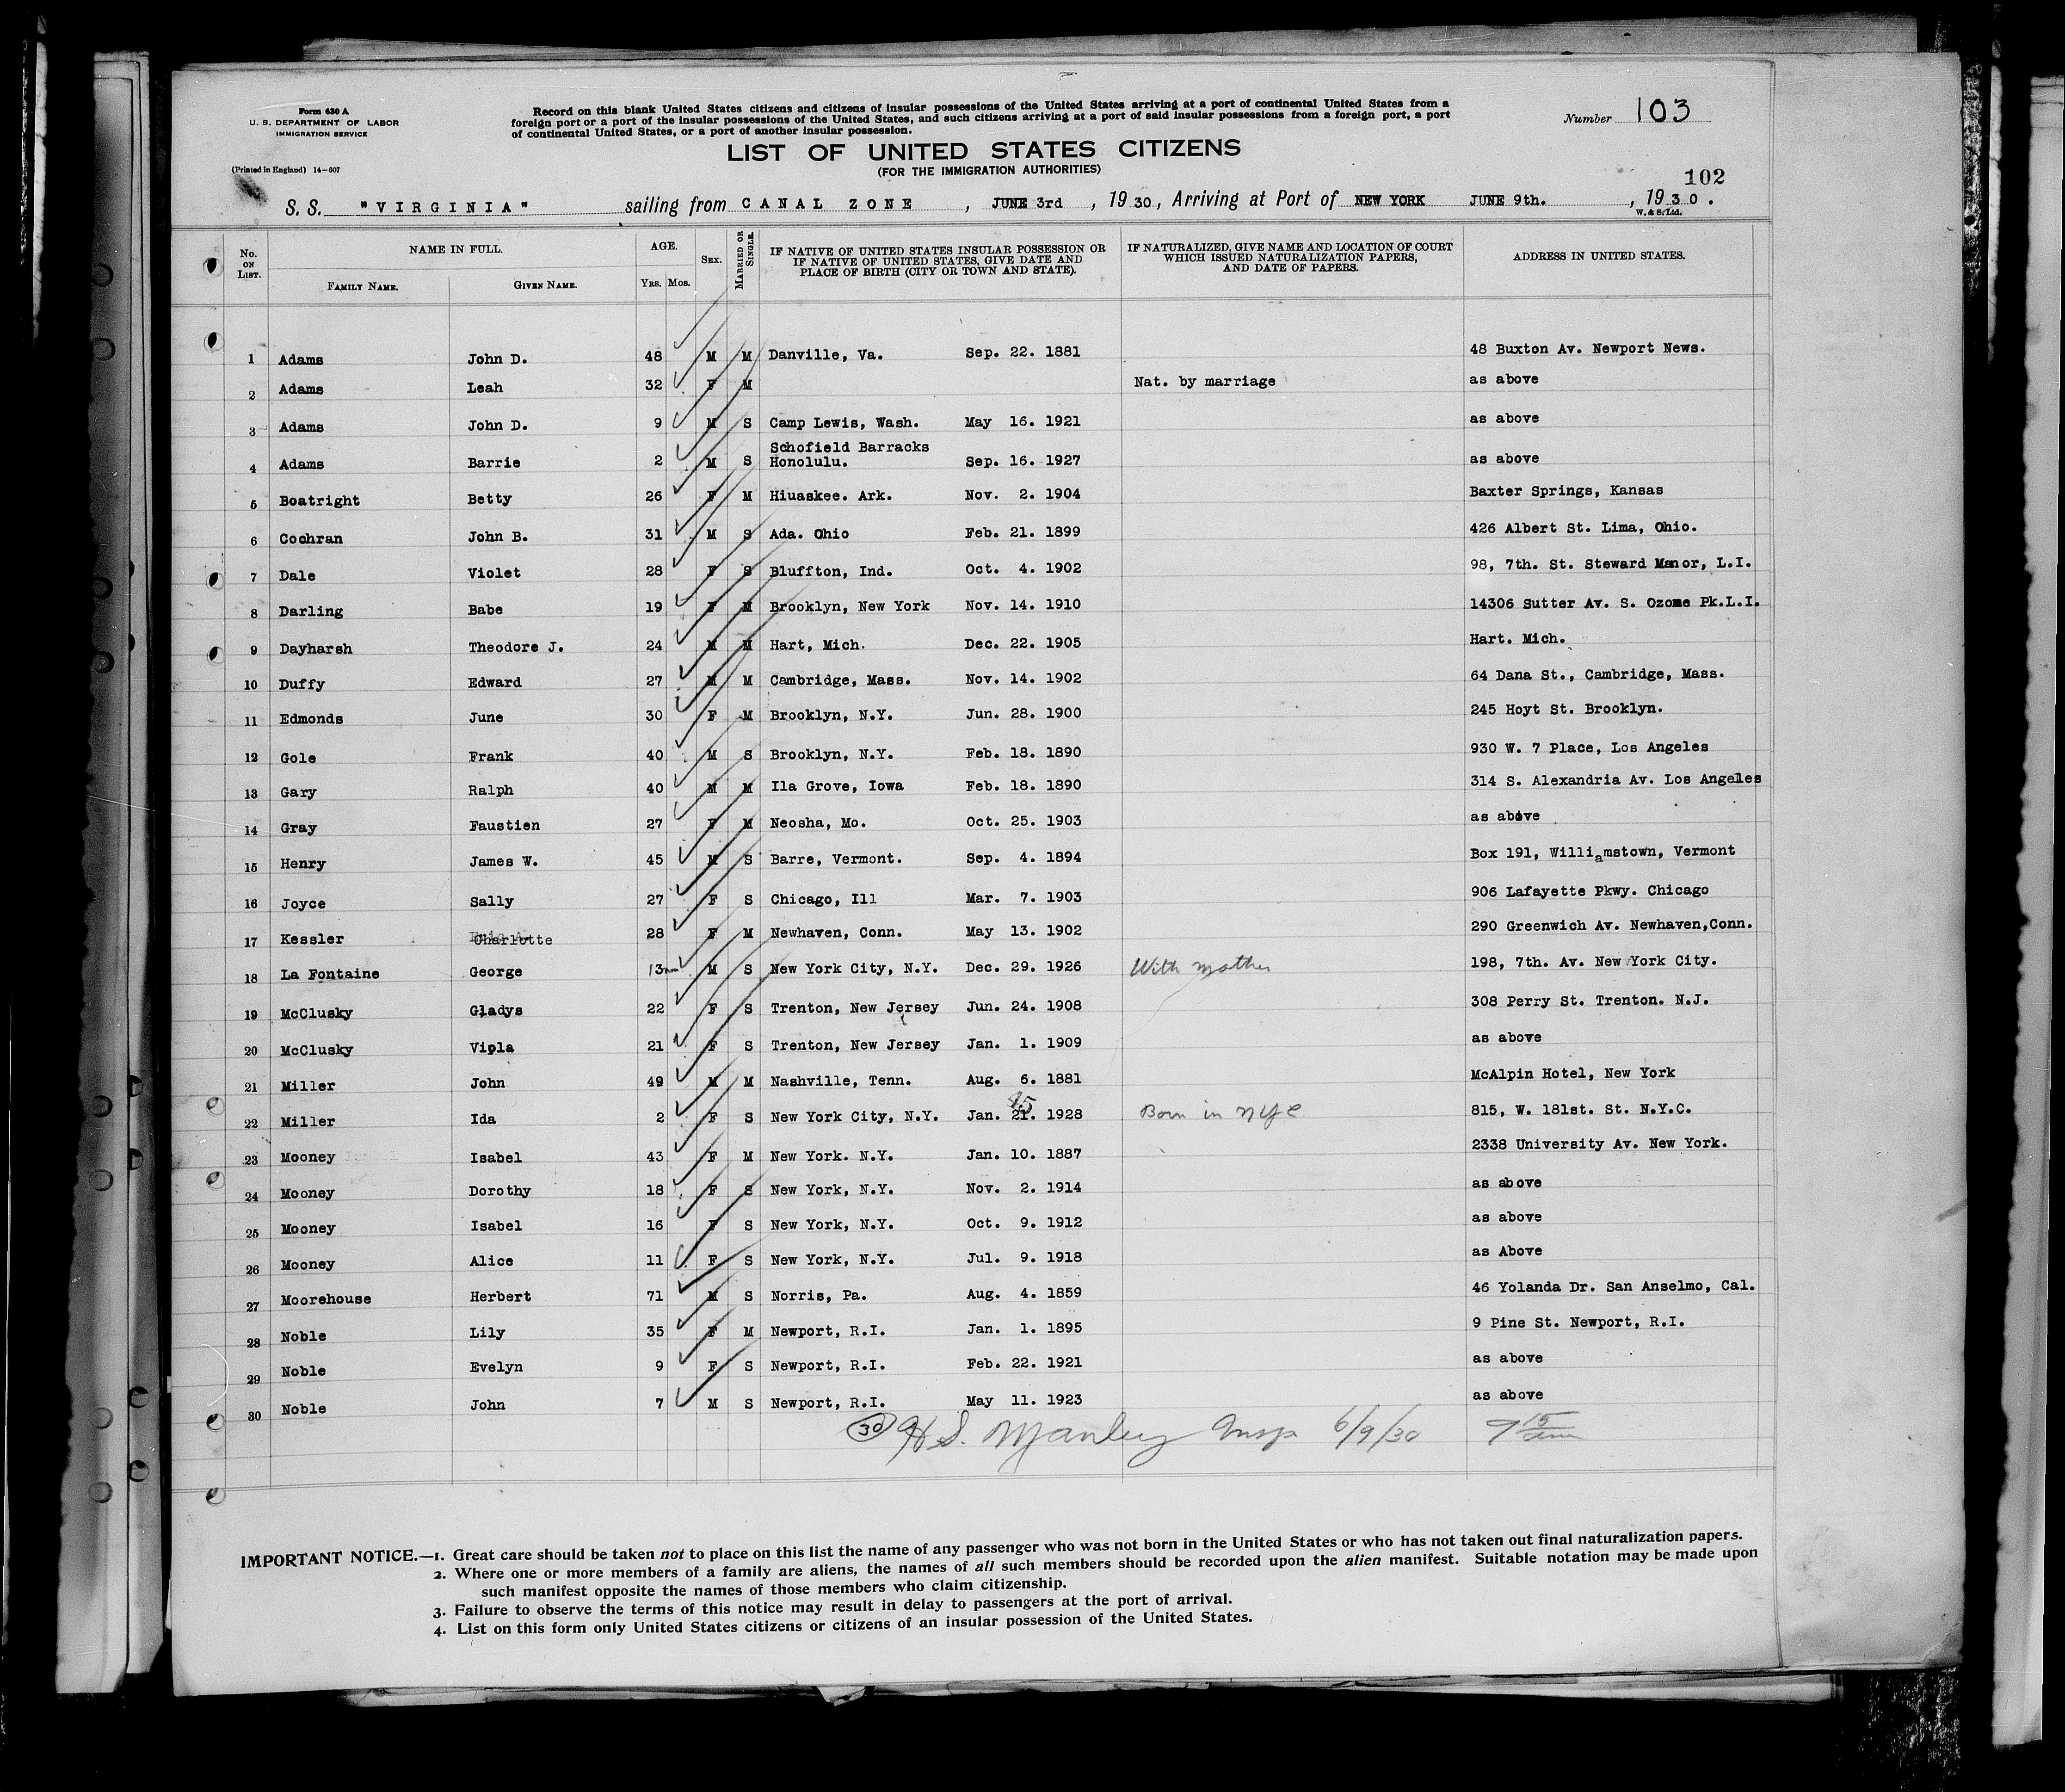 Form 630 A
U. S. DEPARTMENT OF LABOR
IMMIGRATION SERVICE
(Printed in England) 14-607
Record on this blank United States citizens and citizens of insular possessions of the United States arriving at a port of continental United States from a
foreign port or a port of the insular possessions of the United States, and such citizens arriving at a port of said insular possessions from a foreign port, a port
of continental United States, or a port of another insular possession.
Number 103
LIST OF UNITED STATES CITIZENS
(FOR THE IMMIGRATION AUTHORITIES)
102
S. S. "VIRGINIA" sailing from CANAL ZONE, JUNE 3rd, 1930, Arriving at Port of NEW YORK JUNE 9th., 1930.
W. & S. Ltd.
No. ON LIST. NAME IN FULL. FAMILY NAME. GIVEN NAME. AGE. YRS. MOS. SEX. MARRIED OR SINGLE. IF NATIVE OF UNITED STATES INSULAR POSSESSION OR IF NATIVE OF UNITED STATES, GIVE DATE AND PLACE OF BIRTH (CITY OR TOWN AND STATE). IF NATURALIZED, GIVE NAME AND LOCATION OF COURT WHICH ISSUED NATURALIZATION PAPERS, AND DATE OF PAPERS. ADDRESS IN UNITED STATES.
1 Adams John D. 48 M M Danville, Va. Sep. 22. 1881 48 Buxton Av. Newport News.
2 Adams Leah 32 F M Nat. by marriage as above
3 Adams John D. 9 M S Camp Lewis, Wash. May 16. 1921 as above
4 Adams Barrie 2 M S Schofield Barracks Honolulu. Sep. 16. 1927 as above
5 Boatright Betty 26 F M Hiuaskee. Ark. Nov. 2. 1904 Baxter Springs, Kansas
6 Cochran John B. 31 M S Ada. Ohio Feb. 21. 1899 426 Albert St. Lima, Ohio.
7 Dale Violet 28 F S Bluffton, Ind. Oct. 4. 1902 98, 7th. St. Steward Manor, L.I.
8 Darling Babe 19 F M Brooklyn, New York Nov. 14. 1910 14306 Sutter Av. S. Ozone Pk.L.I.
9 Dayharsh Theodore J. 24 M M Hart, Mich. Dec. 22. 1905 Hart. Mich.
10 Duffy Edward 27 M M Cambridge, Mass. Nov. 14. 1902 64 Dana St., Cambridge, Mass.
11 Edmonds June 30 F M Brooklyn, N.Y. Jun. 28. 1900 245 Hoyt St. Brooklyn.
12 Gole Frank 40 M S Brooklyn, N.Y. Feb. 18. 1890 930 W. 7 Place, Los Angeles
13 Gary Ralph 40 M M Ila Grove, Iowa Feb. 18. 1890 314 S. Alexandria Av. Los Angeles
14 Gray Faustien 27 F M Neosha, Mo. Oct. 25. 1903 as above
15 Henry James W. 45 M S Barre, Vermont. Sep. 4. 1894 Box 191, Williamstown, Vermont
16 Joyce Sally 27 F S Chicago, Ill Mar. 7. 1903 906 Lafayette Pkwy. Chicago
17 Kessler Charlotte 28 F M Newhaven, Conn. May 13. 1902 290 Greenwich Av. Newhaven,Conn.
18 La Fontaine George 13 M S New York City, N.Y. Dec. 29. 1926 With mother 198, 7th. Av. New York City.
19 McClusky Gladys 22 F S Trenton, New Jersey Jun. 24. 1908 308 Perry St. Trenton. N.J.
20 McClusky Viola 21 F S Trenton, New Jersey Jan. 1. 1909 as above
21 Miller John 49 M M Nashville, Tenn. Aug. 6. 1881 McAlpin Hotel, New York
22 Miller Ida 2 F S New York City, N.Y. Jan. 21. 15 1928 Born in NYC 815, W. 181st. St. N.Y.C.
23 Mooney Isabel 43 F M New York. N.Y. Jan. 10. 1887 2338 University Av. New York.
24 Mooney Dorothy 18 F S New York, N.Y. Nov. 2. 1914 as above
25 Mooney Isabel 16 F S New York, N.Y. Oct. 9. 1912 as above
26 Mooney Alice 11 F S New York, N.Y. Jul. 9. 1918 as Above
27 Moorehouse Herbert 71 M S Norris, Pa. Aug. 4. 1859 46 Yolanda Dr. San Anselmo, Cal.
28 Noble Lily 35 F M Newport, R.I. Jan. 1. 1895 9 Pine St. Newport, R.I.
29 Noble Evelyn 9 F S Newport, R.I. Feb. 22. 1921 as above
30 Noble John 7 M S Newport, R.I. May 11. 1923 as above
30 H. S. Manley Insp 6/9/30 9 15 am
IMPORTANT NOTICE.—1. Great care should be taken not to place on this list the name of any passenger who was not born in the United States or who has not taken out final naturalization papers.
2. Where one or more members of a family are aliens, the names of all such members should be recorded upon the alien manifest. Suitable notation may be made upon
such manifest opposite the names of those members who claim citizenship.
3. Failure to observe the terms of this notice may result in delay to passengers at the port of arrival.
4. List on this form only United States citizens or citizens of an insular possession of the United States.